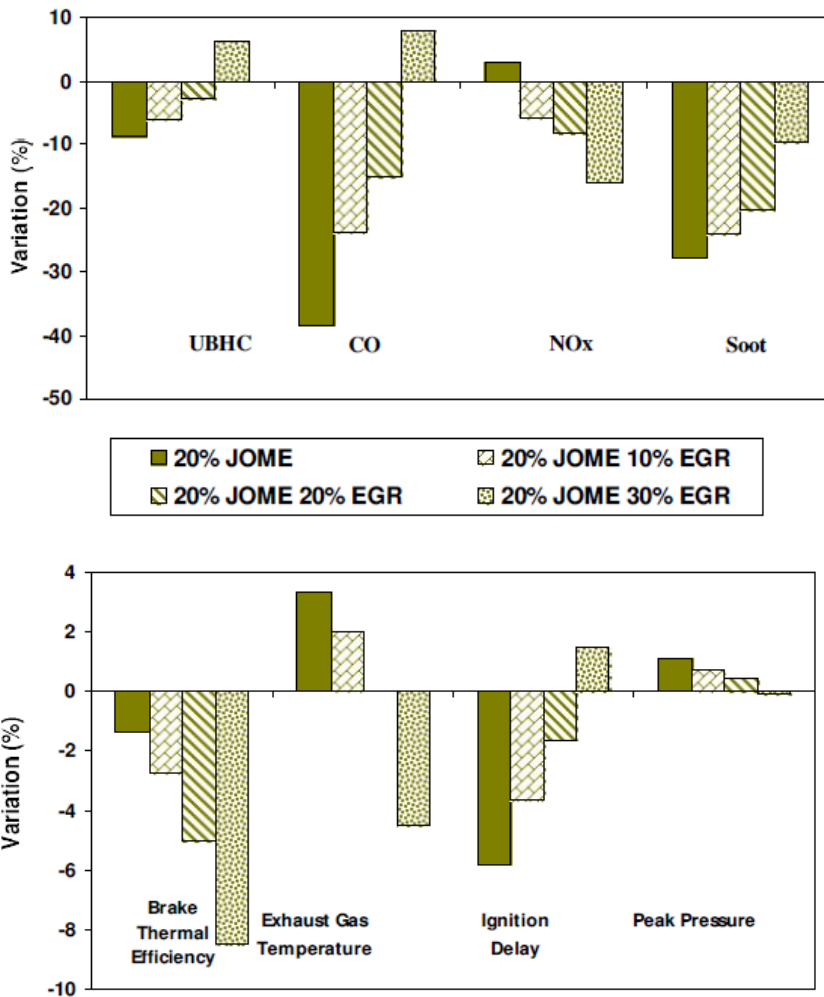 10
0
-10
-20
-30
-40
-50
Variation (%)
UBHC CO NOx Soot
20% JOME 20% JOME 10% EGR
20% JOME 20% EGR 20% JOME 30% EGR
4
2
0
-2
-4
-6
-8
-10
Variation (%)
Brake
Thermal
Efficiency
Exhaust Gas
Temperature
Ignition
Delay
Peak Pressure